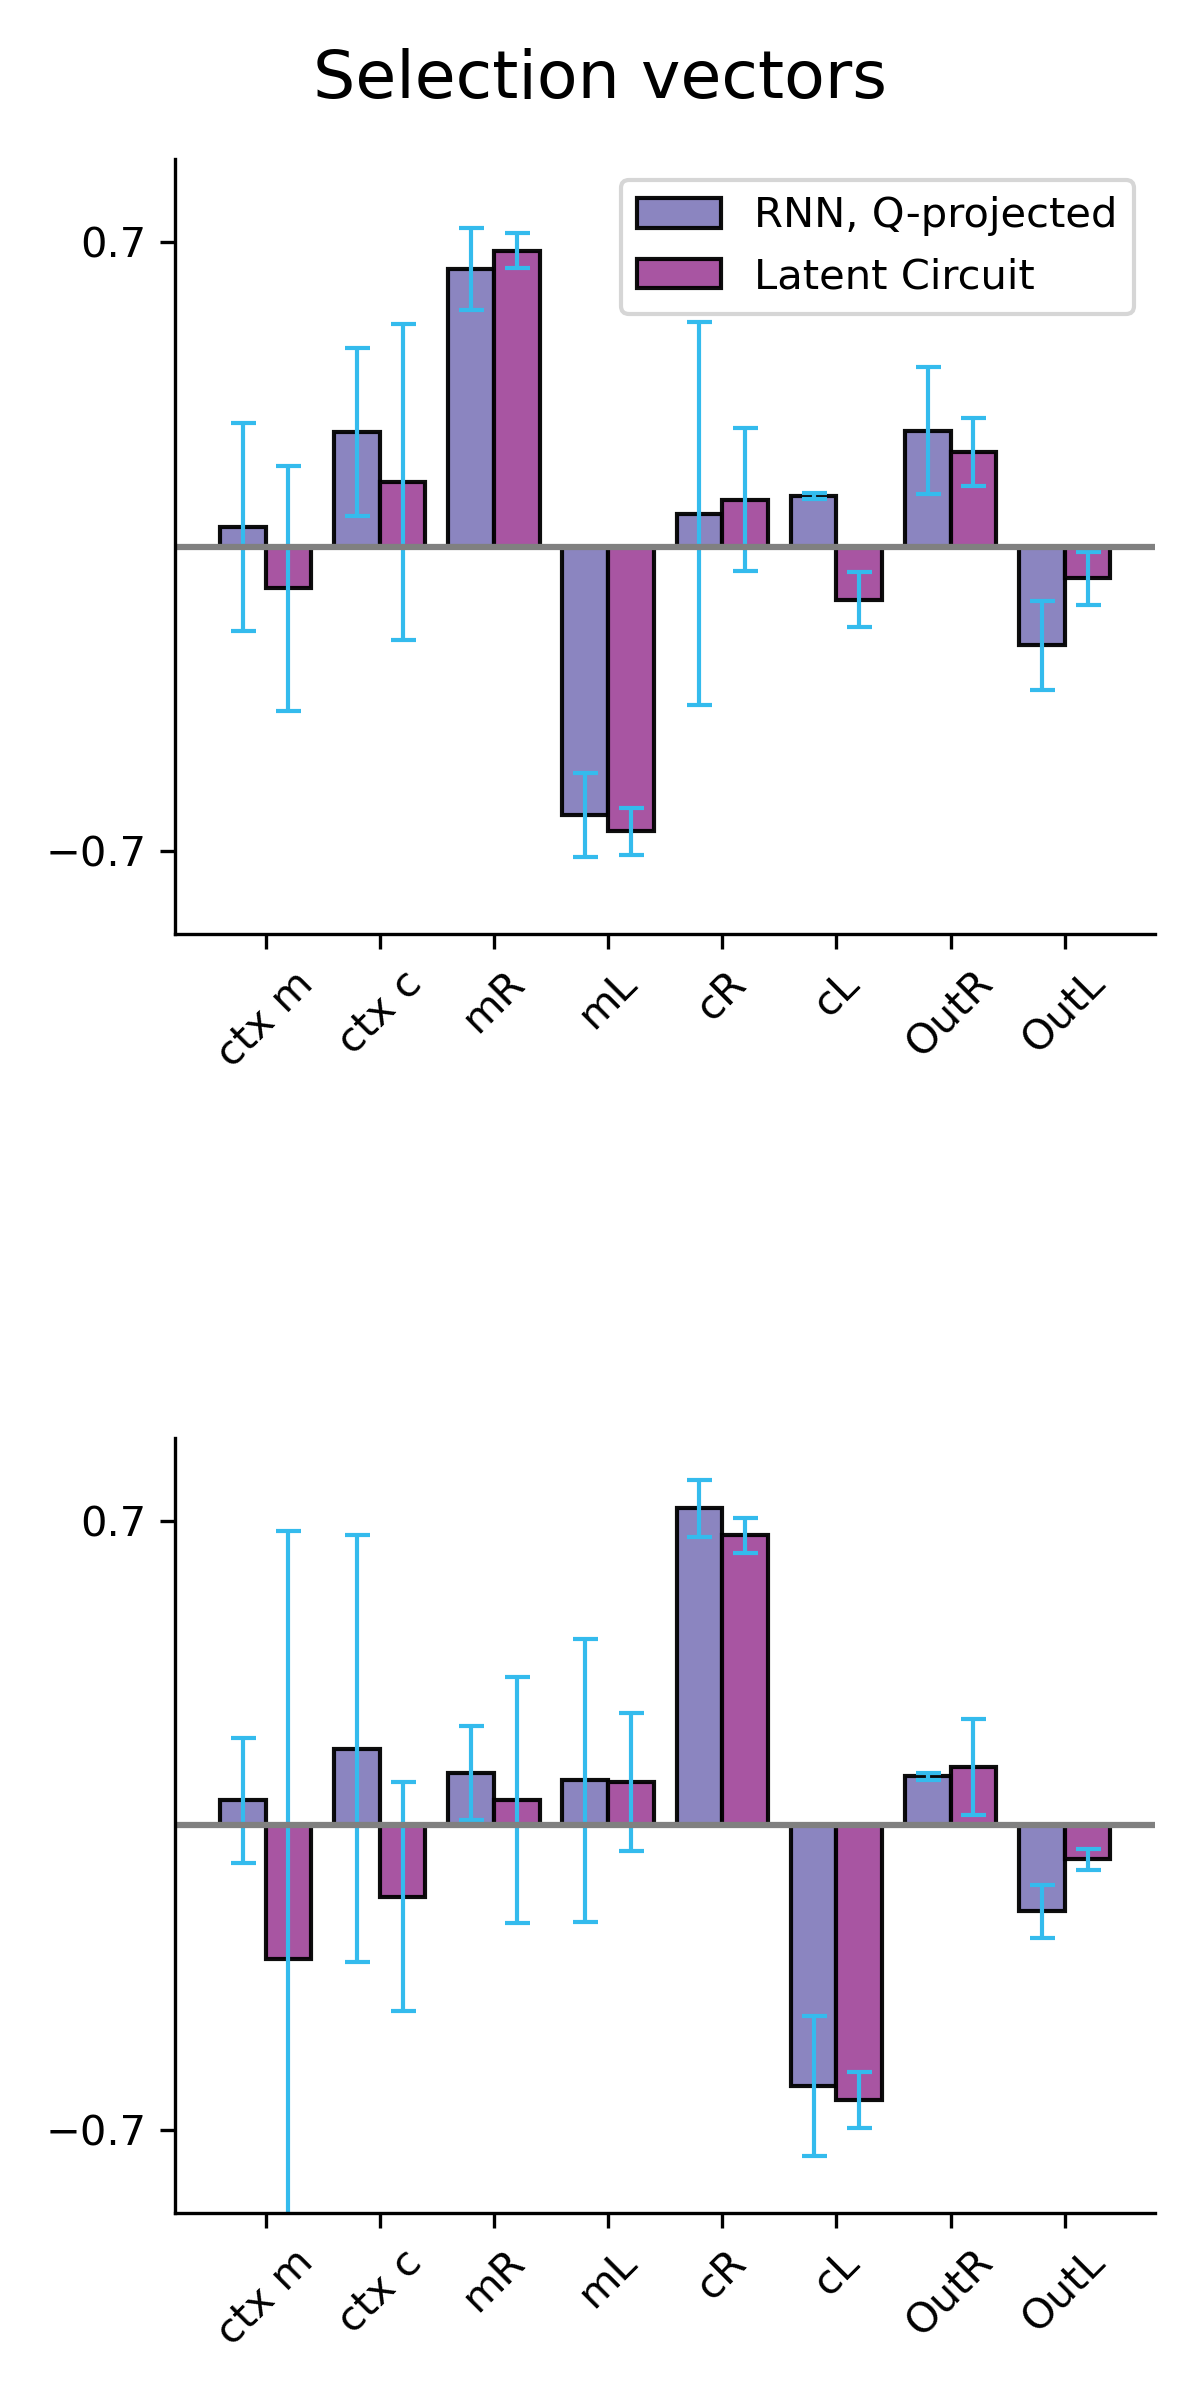 Selection vectors
RNN, Q-projected
Latent Circuit
0.7
−0.7
ctx m
ctx c
mR
mL
cR
cL
OutR
OutL
0.7
−0.7
ctx m
ctx c
mR
mL
cR
cL
OutR
OutL